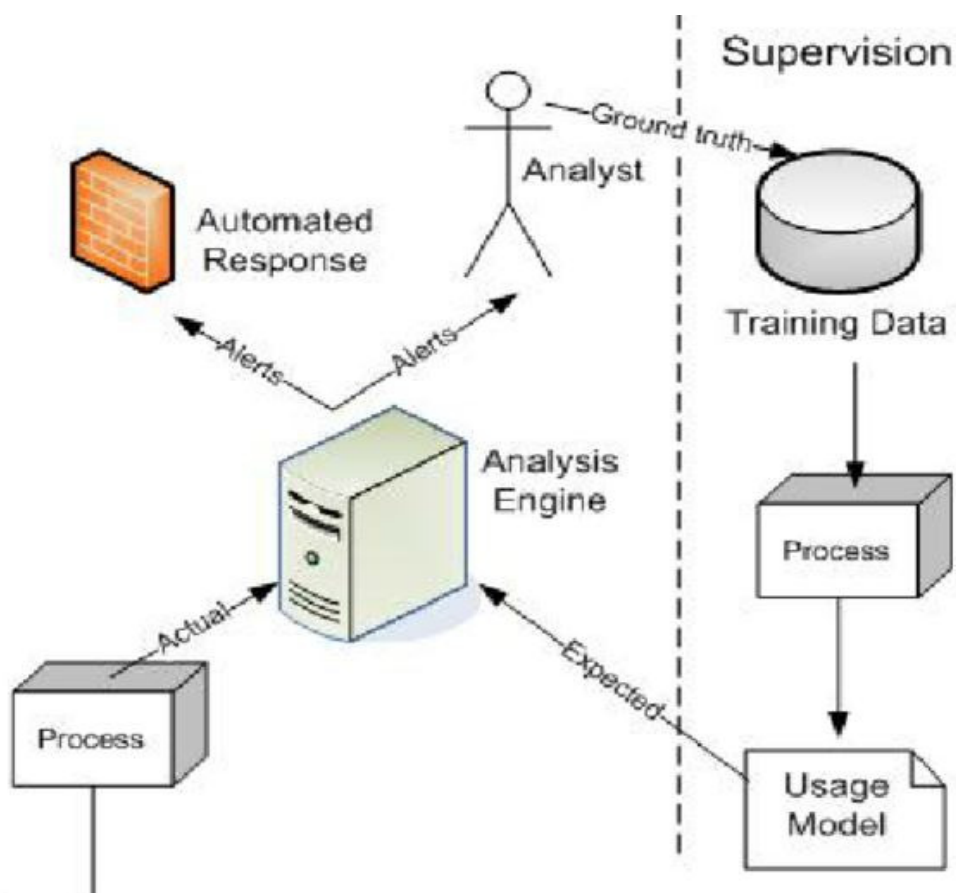 Supervision
Ground truth
Analyst
Automated
Response
Training Data
Alerts
Alerts
Analysis
Engine
Process
Actual
Expected
Process
Usage
Model